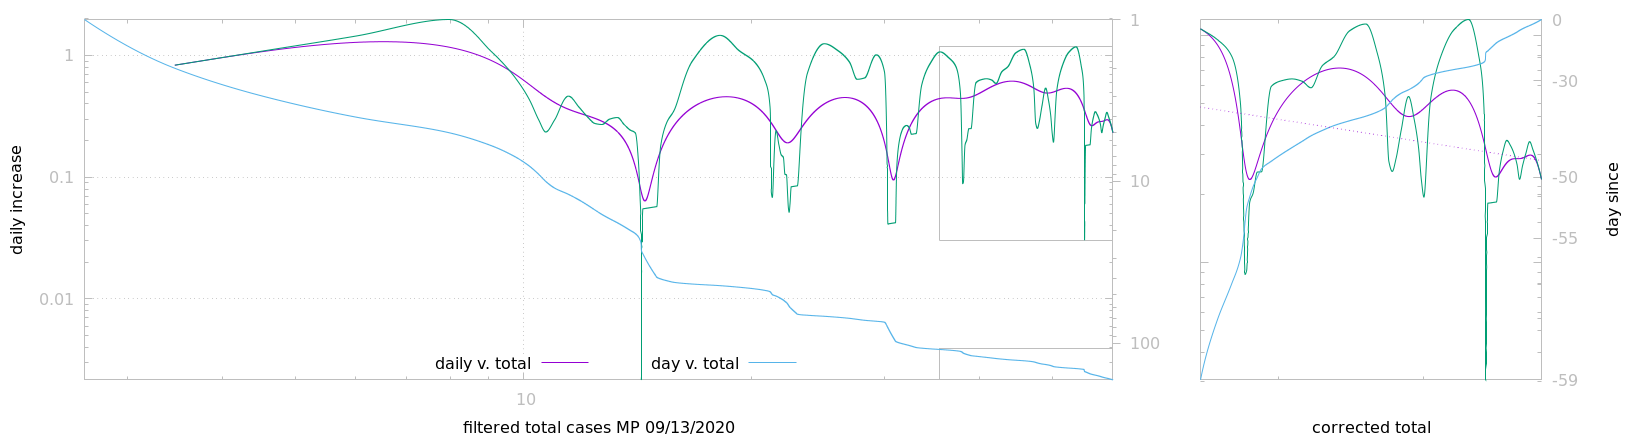 1
0.1
0.01
daily increase
10
filtered total cases MP 09/13/2020
daily v. total
day v. total
1
10
100
0
-30
-50
-55
-59
day since
corrected total